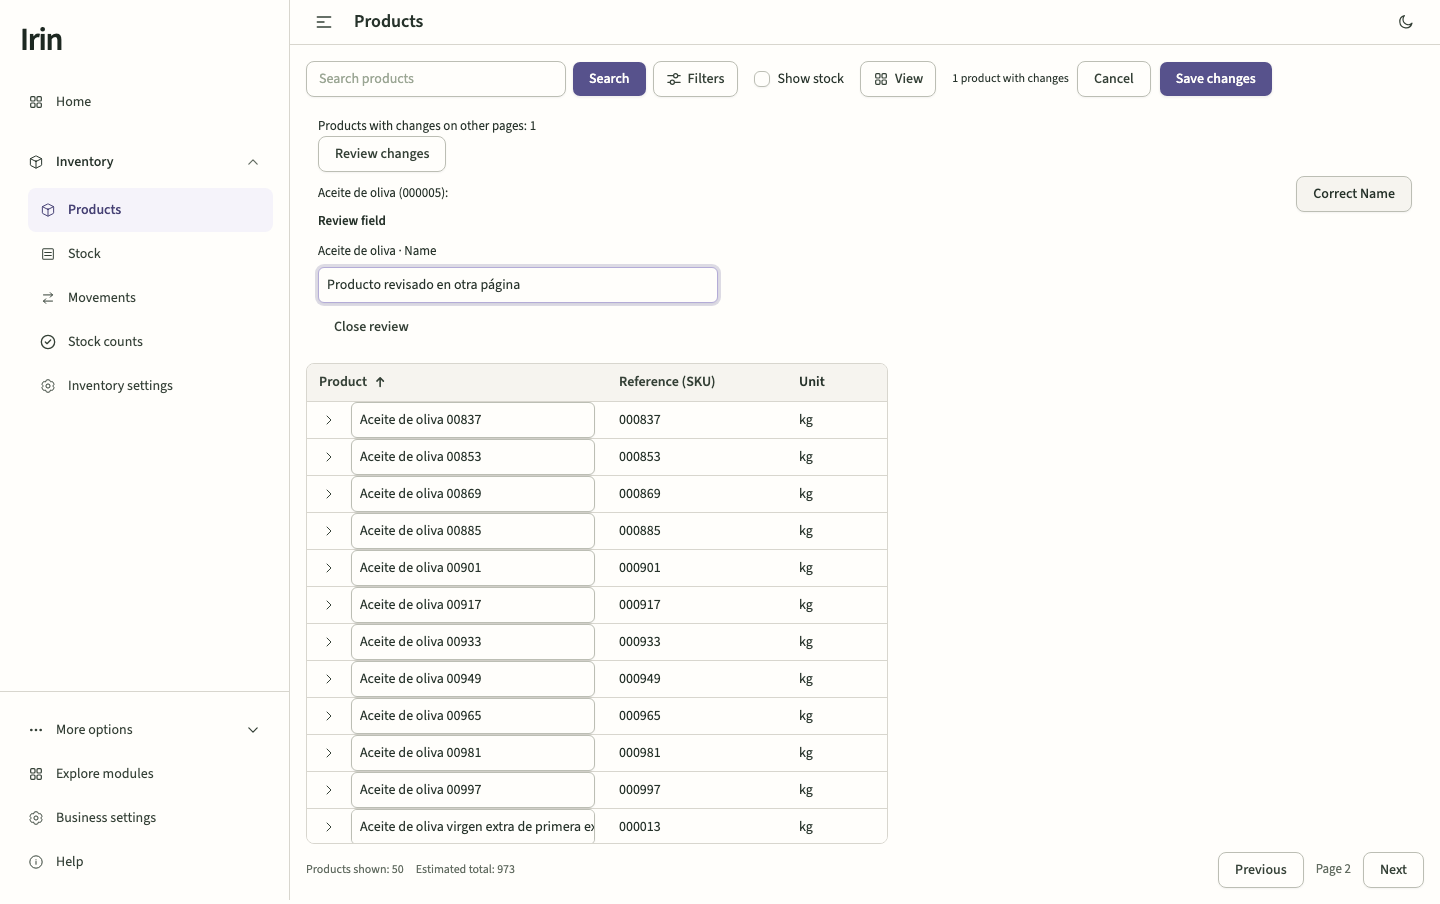 Irin
Home
Inventory
Products
Stock
Movements
Stock counts
Inventory settings
More options
Explore modules
Business settings
Help
Products
Search products
Search
Filters
Show stock
View
1 product with changes
Cancel
Save changes
Products with changes on other pages: 1
Review changes
Aceite de oliva (000005):
Correct Name
Review field
Aceite de oliva · Name
Producto revisado en otra página
Close review
Product Reference (SKU) Unit
Aceite de oliva 00837 000837 kg
Aceite de oliva 00853 000853 kg
Aceite de oliva 00869 000869 kg
Aceite de oliva 00885 000885 kg
Aceite de oliva 00901 000901 kg
Aceite de oliva 00917 000917 kg
Aceite de oliva 00933 000933 kg
Aceite de oliva 00949 000949 kg
Aceite de oliva 00965 000965 kg
Aceite de oliva 00981 000981 kg
Aceite de oliva 00997 000997 kg
Aceite de oliva virgen extra de primera ex 000013 kg
Products shown: 50 Estimated total: 973
Previous
Page 2
Next